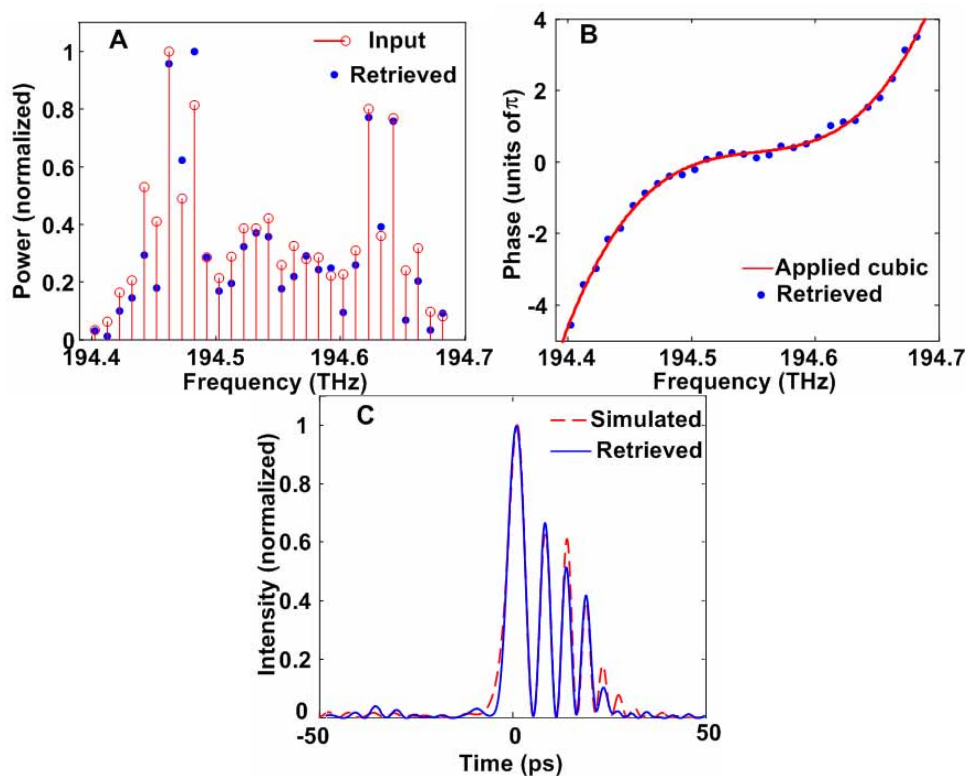 A
Input
Retrieved
Power (normalized)
1
0.8
0.6
0.4
0.2
0
194.4
194.5
194.6
194.7
Frequency (THz)
B
Phase (units of π)
4
2
0
-2
-4
Applied cubic
Retrieved
194.4
194.5
194.6
194.7
Frequency (THz)
C
Simulated
Retrieved
Intensity (normalized)
1
0.8
0.6
0.4
0.2
0
-50
0
50
Time (ps)